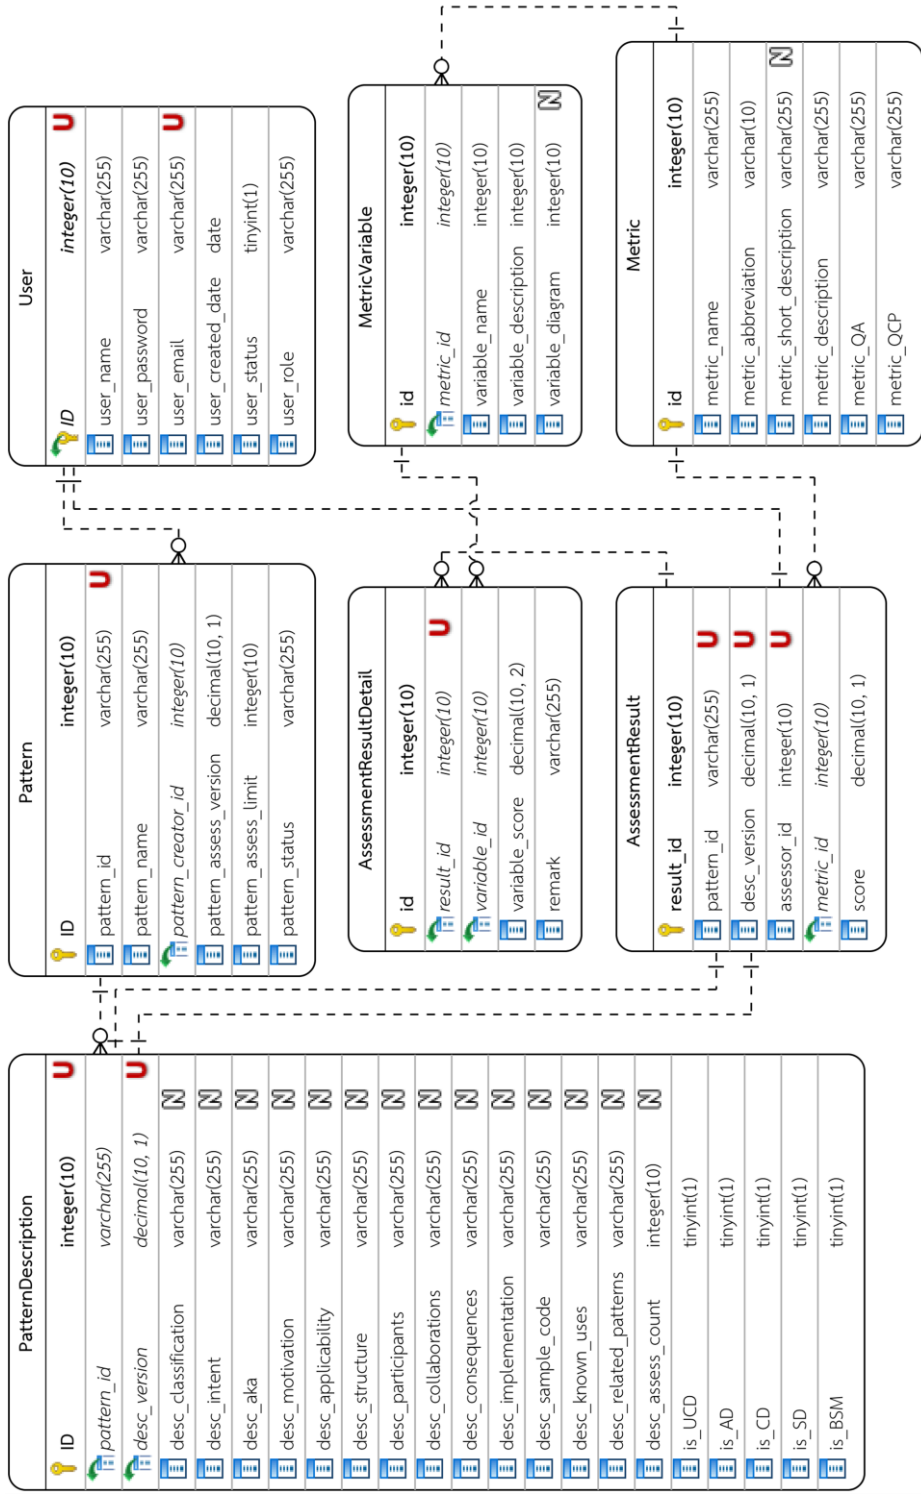 PatternDescription
ID integer(10) U
pattern_id varchar(255)
desc_version decimal(10, 1) U
desc_classification varchar(255) N
desc_intent varchar(255) N
desc_aka varchar(255) N
desc_motivation varchar(255) N
desc_applicability varchar(255) N
desc_structure varchar(255) N
desc_participants varchar(255) N
desc_collaborations varchar(255) N
desc_consequences varchar(255) N
desc_implementation varchar(255) N
desc_sample_code varchar(255) N
desc_known_uses varchar(255) N
desc_related_patterns varchar(255) N
desc_assess_count integer(10) N
is_UCD tinyint(1)
is_AD tinyint(1)
is_CD tinyint(1)
is_SD tinyint(1)
is_BSM tinyint(1)
Pattern
ID integer(10)
pattern_id varchar(255) U
pattern_name varchar(255)
pattern_creator_id integer(10)
pattern_assess_version decimal(10, 1)
pattern_assess_limit integer(10)
pattern_status varchar(255)
User
ID integer(10) U
user_name varchar(255)
user_password varchar(255)
user_email varchar(255) U
user_created_date date
user_status tinyint(1)
user_role varchar(255)
AssessmentResultDetail
id integer(10)
result_id integer(10) U
variable_id integer(10)
variable_score decimal(10, 2)
remark varchar(255)
MetricVariable
id integer(10)
metric_id integer(10)
variable_name integer(10)
variable_description integer(10)
variable_diagram integer(10) N
AssessmentResult
result_id integer(10)
pattern_id varchar(255) U
desc_version decimal(10, 1) U
assessor_id integer(10) U
metric_id integer(10)
score decimal(10, 1)
Metric
id integer(10)
metric_name varchar(255)
metric_abbreviation varchar(10)
metric_short_description varchar(255) N
metric_description varchar(255)
metric_QA varchar(255)
metric_QCP varchar(255)